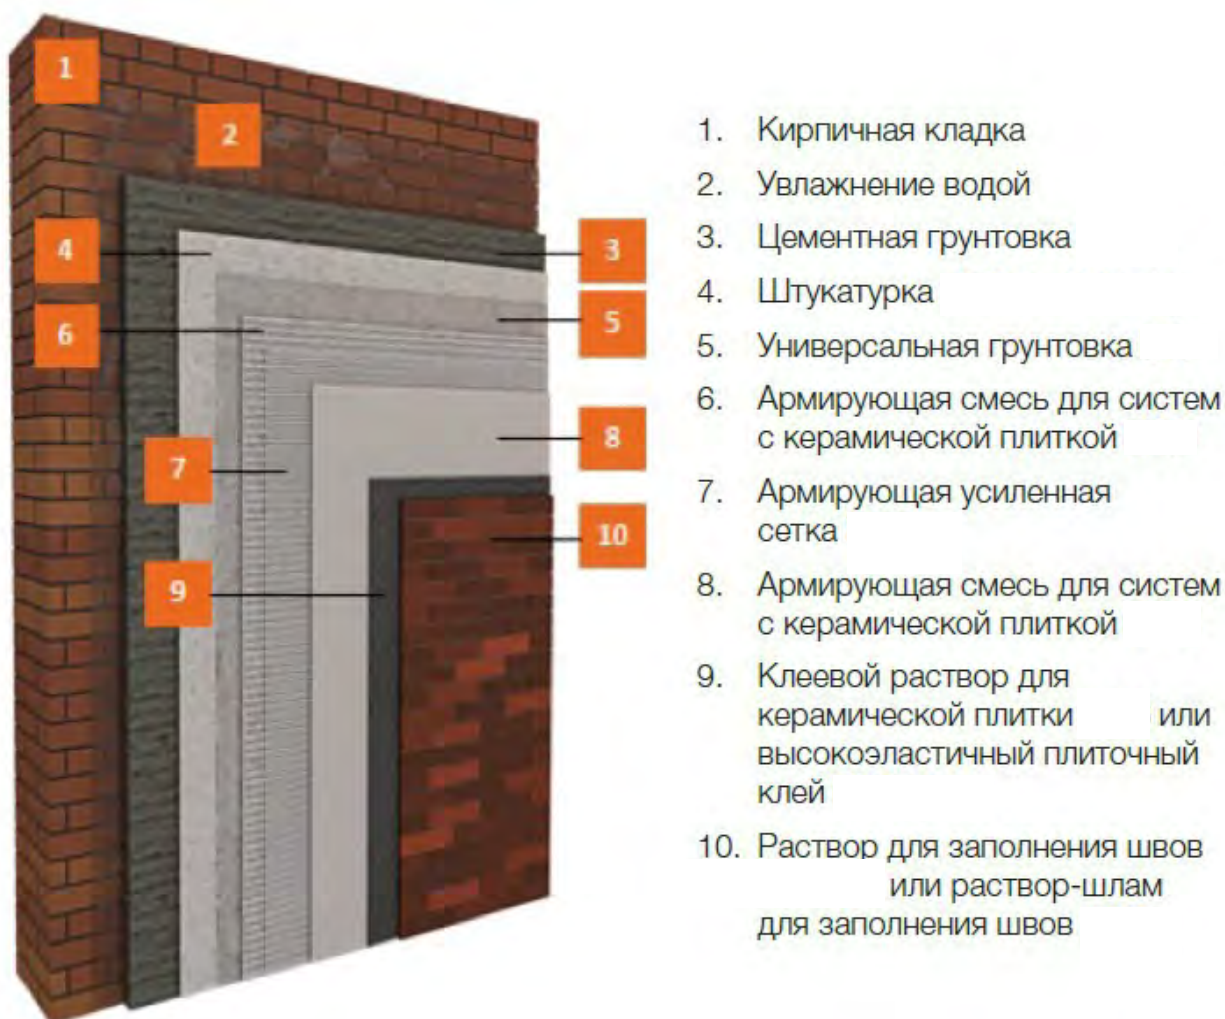 1
2
3
4
5
6
7
8
9
10
1. Кирпичная кладка
2. Увлажнение водой
3. Цементная грунтовка
4. Штукатурка
5. Универсальная грунтовка
6. Армирующая смесь для систем
с керамической плиткой
7. Армирующая усиленная
сетка
8. Армирующая смесь для систем
с керамической плиткой
9. Клеевой раствор для
керамической плитки или
высокоэластичный плиточный
клей
10. Раствор для заполнения швов
или раствор-шлам
для заполнения швов